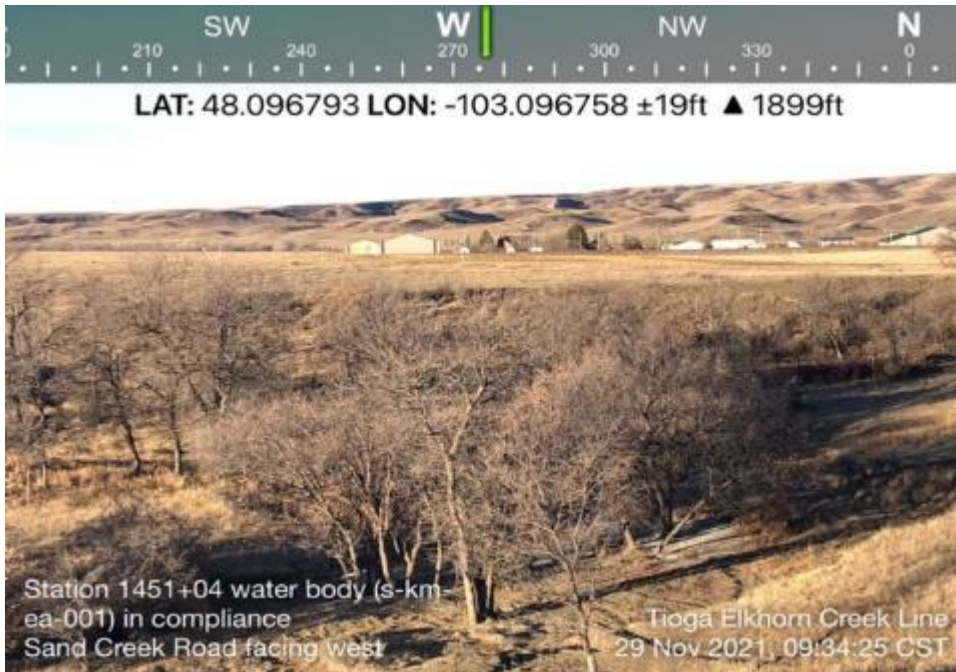 SW W NW N
0 210 240 270 300 330 0
LAT: 48.096793 LON: -103.096758 ±19ft ▲ 1899ft
Station 1451+04 water body (s-km-
ea-001) in compliance
Sand Creek Road facing west
Tioga Elkhorn Creek Line
29 Nov 2021, 09:34:25 CST